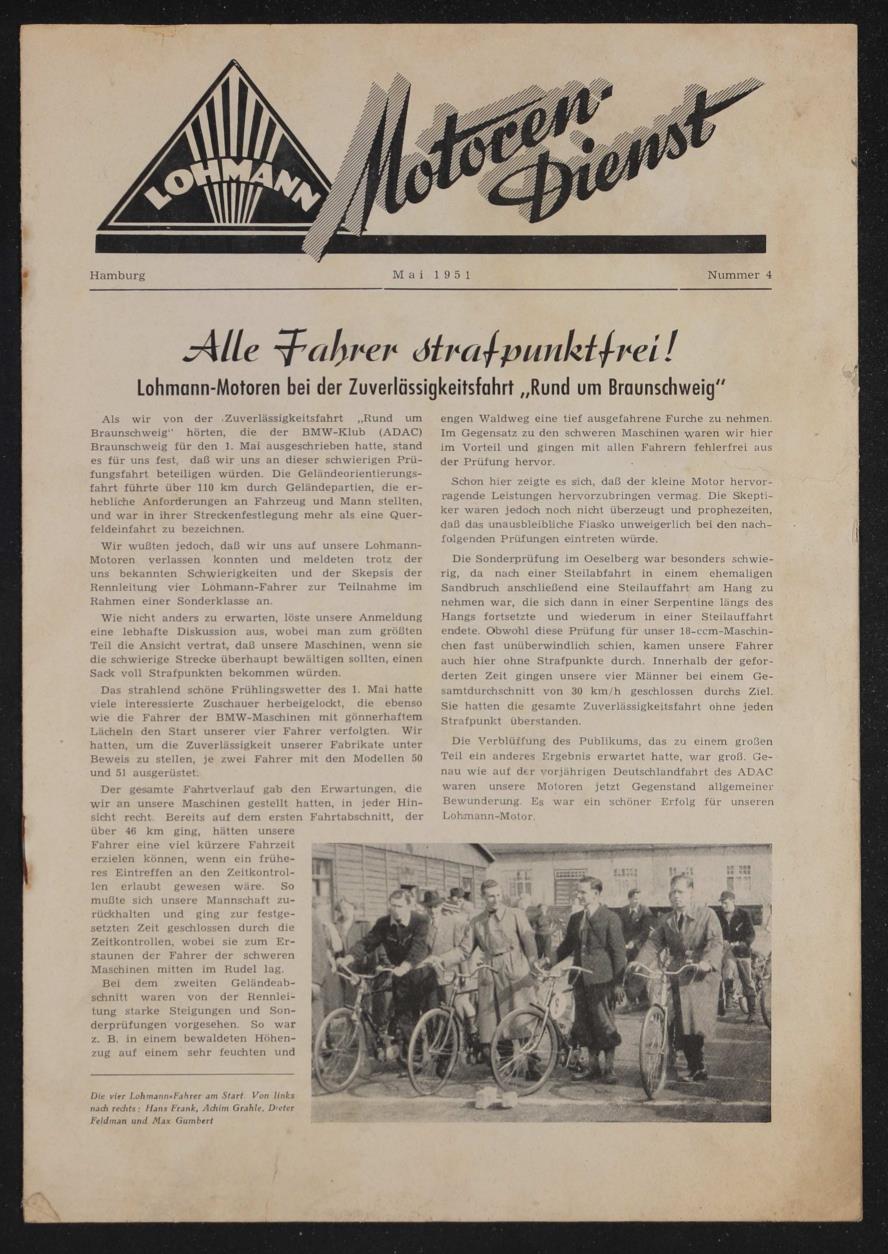 LOHMANN
Motoren-
Dienst
Hamburg
Mai 1951
Nummer 4
Alle Fahrer strafpunktfrei!
Lohmann-Motoren bei der Zuverlässigkeitsfahrt „Rund um Braunschweig“
Als wir von der Zuverlässigkeitsfahrt „Rund um
Braunschweig“ hörten, die der BMW-Klub (ADAC)
Braunschweig für den 1. Mai ausgeschrieben hatte, stand
es für uns fest, daß wir uns an dieser schwierigen Prü-
fungsfahrt beteiligen würden. Die Geländeorientierungs-
fahrt führte über 110 km durch Geländepartien, die er-
hebliche Anforderungen an Fahrzeug und Mann stellten,
und war in ihrer Streckenfestlegung mehr als eine Quer-
feldeinfahrt zu bezeichnen.
Wir wußten jedoch, daß wir uns auf unsere Lohmann-
Motoren verlassen konnten und meldeten trotz der
uns bekannten Schwierigkeiten und der Skepsis der
Rennleitung vier Lohmann-Fahrer zur Teilnahme im
Rahmen einer Sonderklasse an.
Wie nicht anders zu erwarten, löste unsere Anmeldung
eine lebhafte Diskussion aus, wobei man zum größten
Teil die Ansicht vertrat, daß unsere Maschinen, wenn sie
die schwierige Strecke überhaupt bewältigen sollten, einen
Sack voll Strafpunkten bekommen würden.
Das strahlend schöne Frühlingswetter des 1. Mai hatte
viele interessierte Zuschauer herbeigelockt, die ebenso
wie die Fahrer der BMW-Maschinen mit gönnerhaftem
Lächeln den Start unserer vier Fahrer verfolgten. Wir
hatten, um die Zuverlässigkeit unserer Fabrikate unter
Beweis zu stellen, je zwei Fahrer mit den Modellen 50
und 51 ausgerüstet.
Der gesamte Fahrtverlauf gab den Erwartungen, die
wir an unsere Maschinen gestellt hatten, in jeder Hin-
sicht recht. Bereits auf dem ersten Fahrtabschnitt, der
über 46 km ging, hätten unsere
Fahrer eine viel kürzere Fahrzeit
erzielen können, wenn ein frühe-
res Eintreffen an den Zeitkontrol-
len erlaubt gewesen wäre. So
mußte sich unsere Mannschaft zu-
rückhalten und ging zur festge-
setzten Zeit geschlossen durch die
Zeitkontrollen, wobei sie zum Er-
staunen der Fahrer der schweren
Maschinen mitten im Rudel lag.
Bei dem zweiten Geländeab-
schnitt waren von der Rennlei-
tung starke Steigungen und Son-
derprüfungen vorgesehen. So war
z. B. in einem bewaldeten Höhen-
zug auf einem sehr feuchten und
engen Waldweg eine tief ausgefahrene Furche zu nehmen.
Im Gegensatz zu den schweren Maschinen waren wir hier
im Vorteil und gingen mit allen Fahrern fehlerfrei aus
der Prüfung hervor.
Schon hier zeigte es sich, daß der kleine Motor hervor-
ragende Leistungen hervorzubringen vermag. Die Skepti-
ker waren jedoch noch nicht überzeugt und prophezeiten,
daß das unausbleibliche Fiasko unweigerlich bei den nach-
folgenden Prüfungen eintreten würde.
Die Sonderprüfung im Oeselberg war besonders schwie-
rig, da nach einer Steilabfahrt in einem ehemaligen
Sandbruch anschließend eine Steilauffahrt am Hang zu
nehmen war, die sich dann in einer Serpentine längs des
Hangs fortsetzte und wiederum in einer Steilauffahrt
endete. Obwohl diese Prüfung für unser 18-ccm-Maschin-
chen fast unüberwindlich schien, kamen unsere Fahrer
auch hier ohne Strafpunkte durch. Innerhalb der gefor-
derten Zeit gingen unsere vier Männer bei einem Ge-
samtdurchschnitt von 30 km/h geschlossen durchs Ziel.
Sie hatten die gesamte Zuverlässigkeitsfahrt ohne jeden
Strafpunkt überstanden.
Die Verblüffung des Publikums, das zu einem großen
Teil ein anderes Ergebnis erwartet hatte, war groß. Ge-
nau wie auf der vorjährigen Deutschlandfahrt des ADAC
waren unsere Motoren jetzt Gegenstand allgemeiner
Bewunderung. Es war ein schöner Erfolg für unseren
Lohmann-Motor.
Die vier Lohmann-Fahrer am Start. Von links
nach rechts: Hans Frank, Achim Grahle, Dieter
Feldman und Max Gumbert